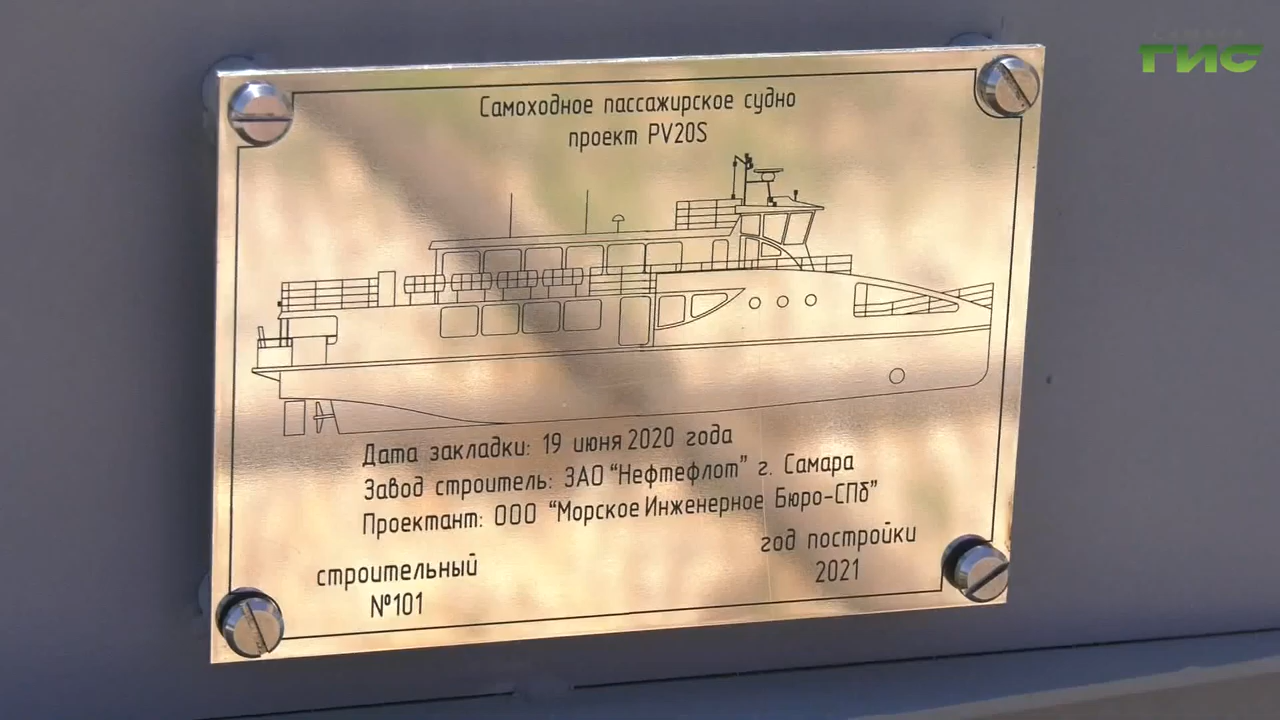 ГИС
Самоходное пассажирское судно
проект PV20S
Дата закладки: 19 июня 2020 года
Завод строитель: ЗАО "Нефтефлот" г. Самара
Проектант: ООО "Морское Инженерное Бюро-СПб"
строительный
№101
год постройки
2021